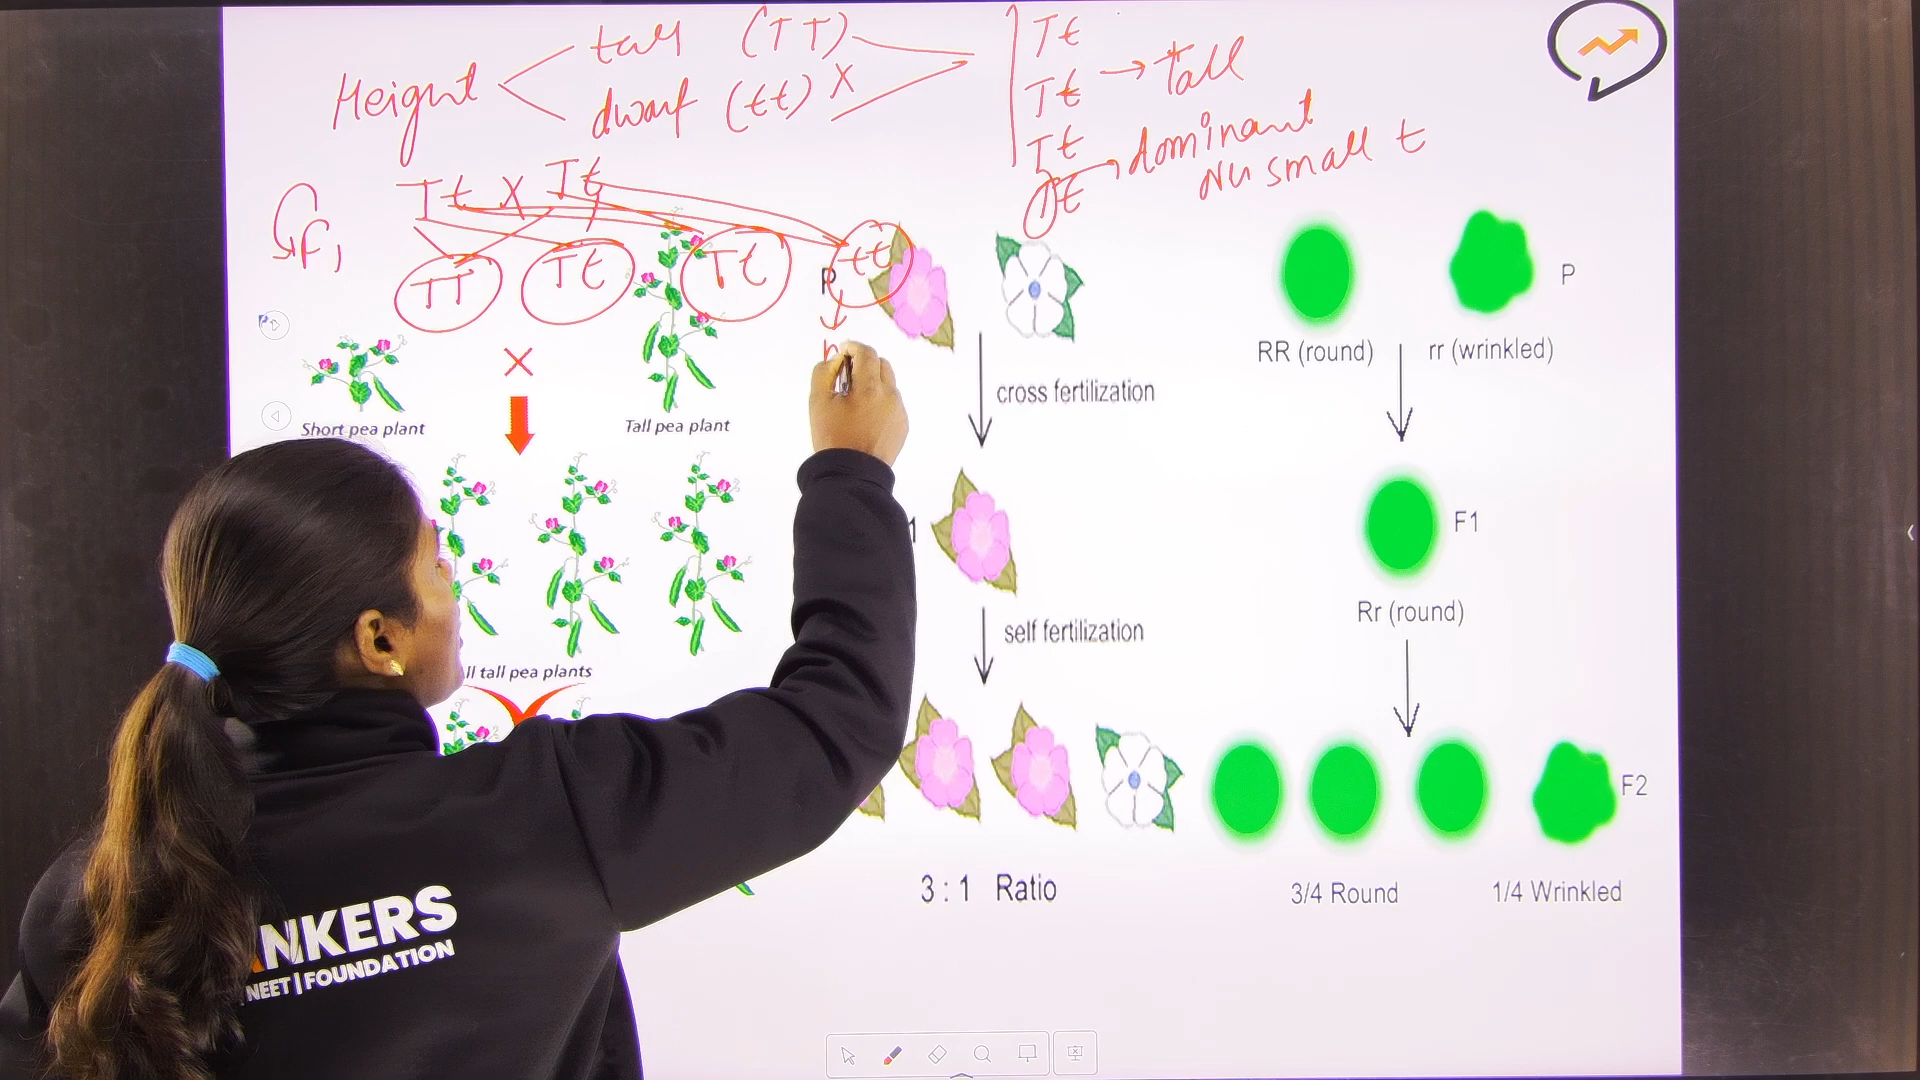 Height
tall (TT)
dwarf (tt) X
Tt
Tt → Tall
Tt
Tt
dominant
small t
F1
Tt X Tt
TT Tt Tt tt
P
P
RR (round)
rr (wrinkled)
X
cross fertilization
Short pea plant
Tall pea plant
F1
1
Rr (round)
self fertilization
ll tall pea plants
F2
3 : 1 Ratio
3/4 Round
1/4 Wrinkled
NKERS
NEET | FOUNDATION